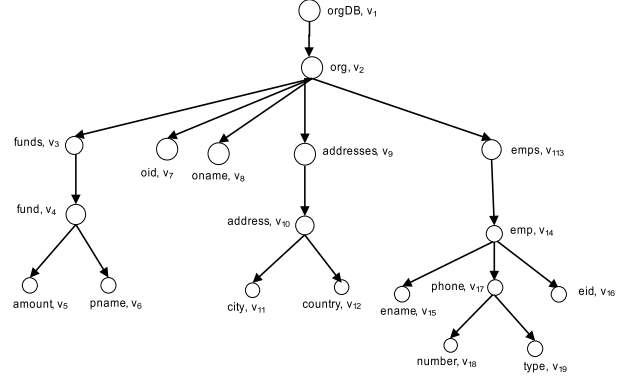 orgDB, v1
org, v2
funds, v3
oid, v7
oname, v8
addresses, v9
emps, v113
fund, v4
address, v10
emp, v14
amount, v5
pname, v6
city, v11
country, v12
ename, v15
phone, v17
eid, v16
number, v18
type, v19